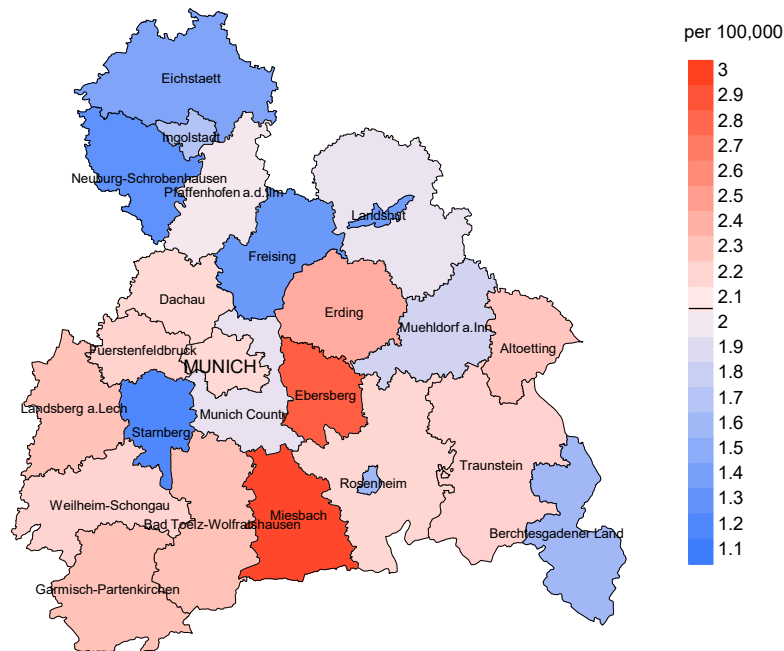 per 100,000
Eichstaett
Ingolstadt
Neuburg-Schrobenhausen
Pfaffenhofen a.d.Ilm
Landshut
Freising
Dachau
Erding
Muehldorf a.Inn
Fuerstenfeldbruck
MUNICH
Altoetting
Ebersberg
Landsberg a.Lech
Munich County
Starnberg
Traunstein
Rosenheim
Weilheim-Schongau
Miesbach
Bad Toelz-Wolfratshausen
Berchtesgadener Land
Garmisch-Partenkirchen
3
2.9
2.8
2.7
2.6
2.5
2.4
2.3
2.2
2.1
2
1.9
1.8
1.7
1.6
1.5
1.4
1.3
1.2
1.1